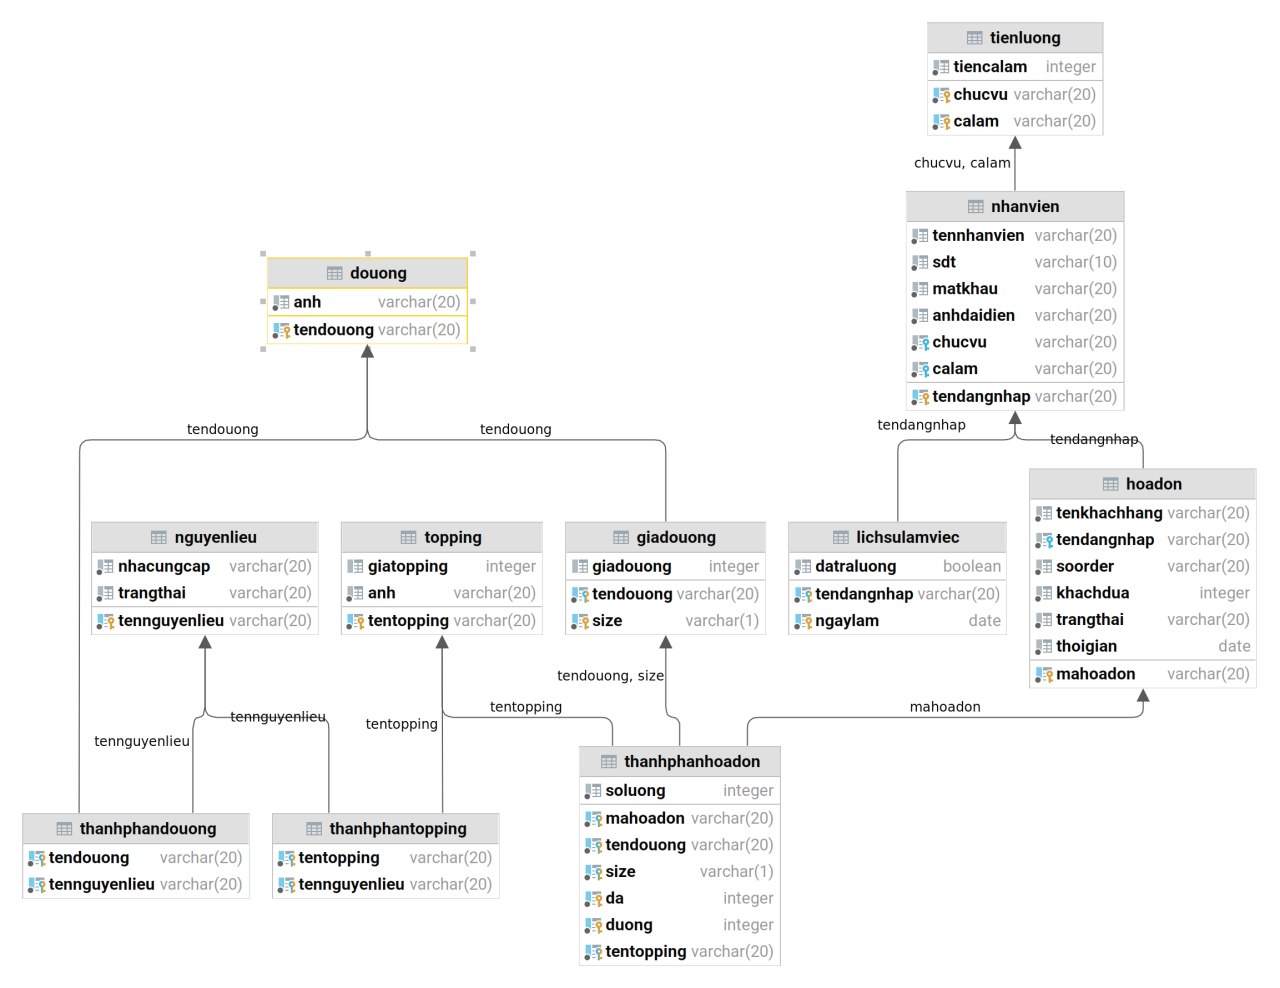 tienluong
tiencalam integer
chucvu varchar(20)
calam varchar(20)
chucvu, calam
nhanvien
tennhanvien varchar(20)
sdt varchar(10)
matkhau varchar(20)
anhdaidien varchar(20)
chucvu varchar(20)
calam varchar(20)
tendangnhap varchar(20)
douong
anh varchar(20)
tendouong varchar(20)
tendouong
tendouong
tendangnhap
tendangnhap
hoadon
tenkhachhang varchar(20)
tendangnhap varchar(20)
soorder varchar(20)
khachdua integer
trangthai varchar(20)
thoigian date
mahoadon varchar(20)
nguyenlieu
nhacungcap varchar(20)
trangthai varchar(20)
tennguyenlieu varchar(20)
topping
giatopping integer
anh varchar(20)
tentopping varchar(20)
giadouong
giadouong integer
tendouong varchar(20)
size varchar(1)
lichsulamviec
datraluong boolean
tendangnhap varchar(20)
ngaylam date
tendouong, size
tennguyenlieu
tennguyenlieu
tentopping
tentopping
mahoadon
thanhphandouong
tendouong varchar(20)
tennguyenlieu varchar(20)
thanhphantopping
tentopping varchar(20)
tennguyenlieu varchar(20)
thanhphanhoadon
soluong integer
mahoadon varchar(20)
tendouong varchar(20)
size varchar(1)
da integer
duong integer
tentopping varchar(20)